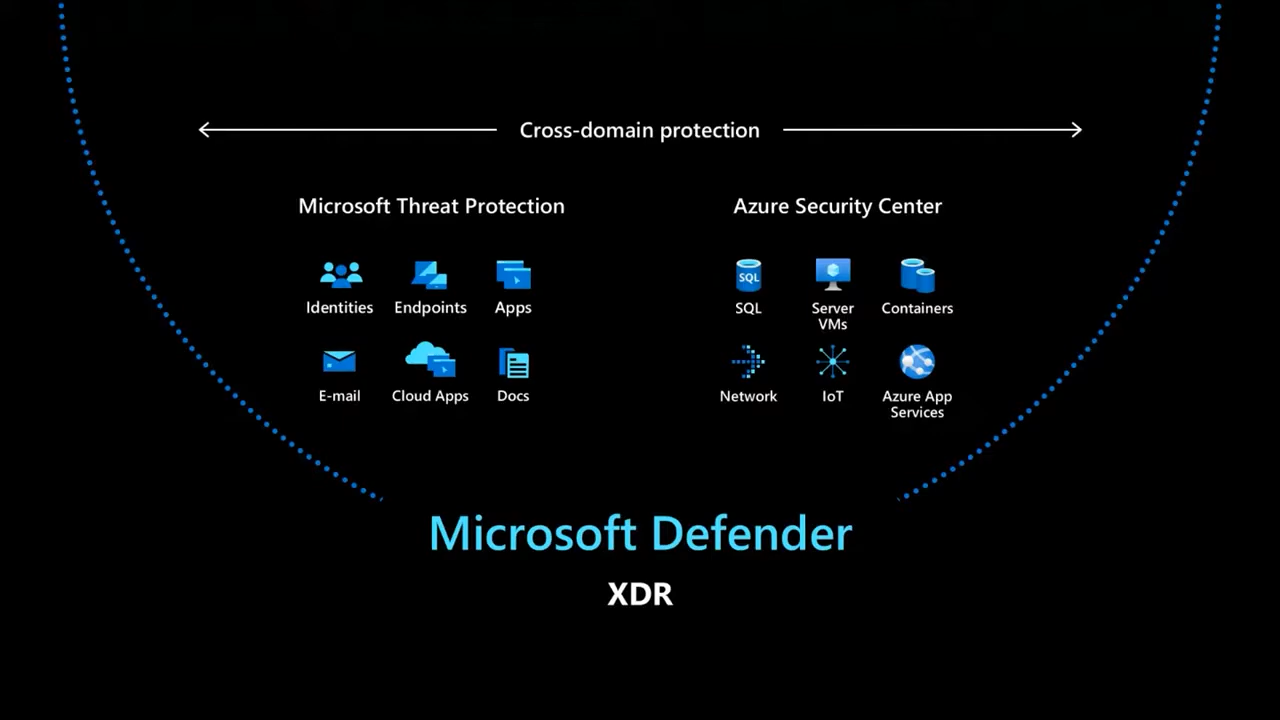 Cross-domain protection
Microsoft Threat Protection
Azure Security Center
SQL
Identities
Endpoints
Apps
SQL
Server
VMs
Containers
E-mail
Cloud Apps
Docs
Network
IoT
Azure App
Services
Microsoft Defender
XDR